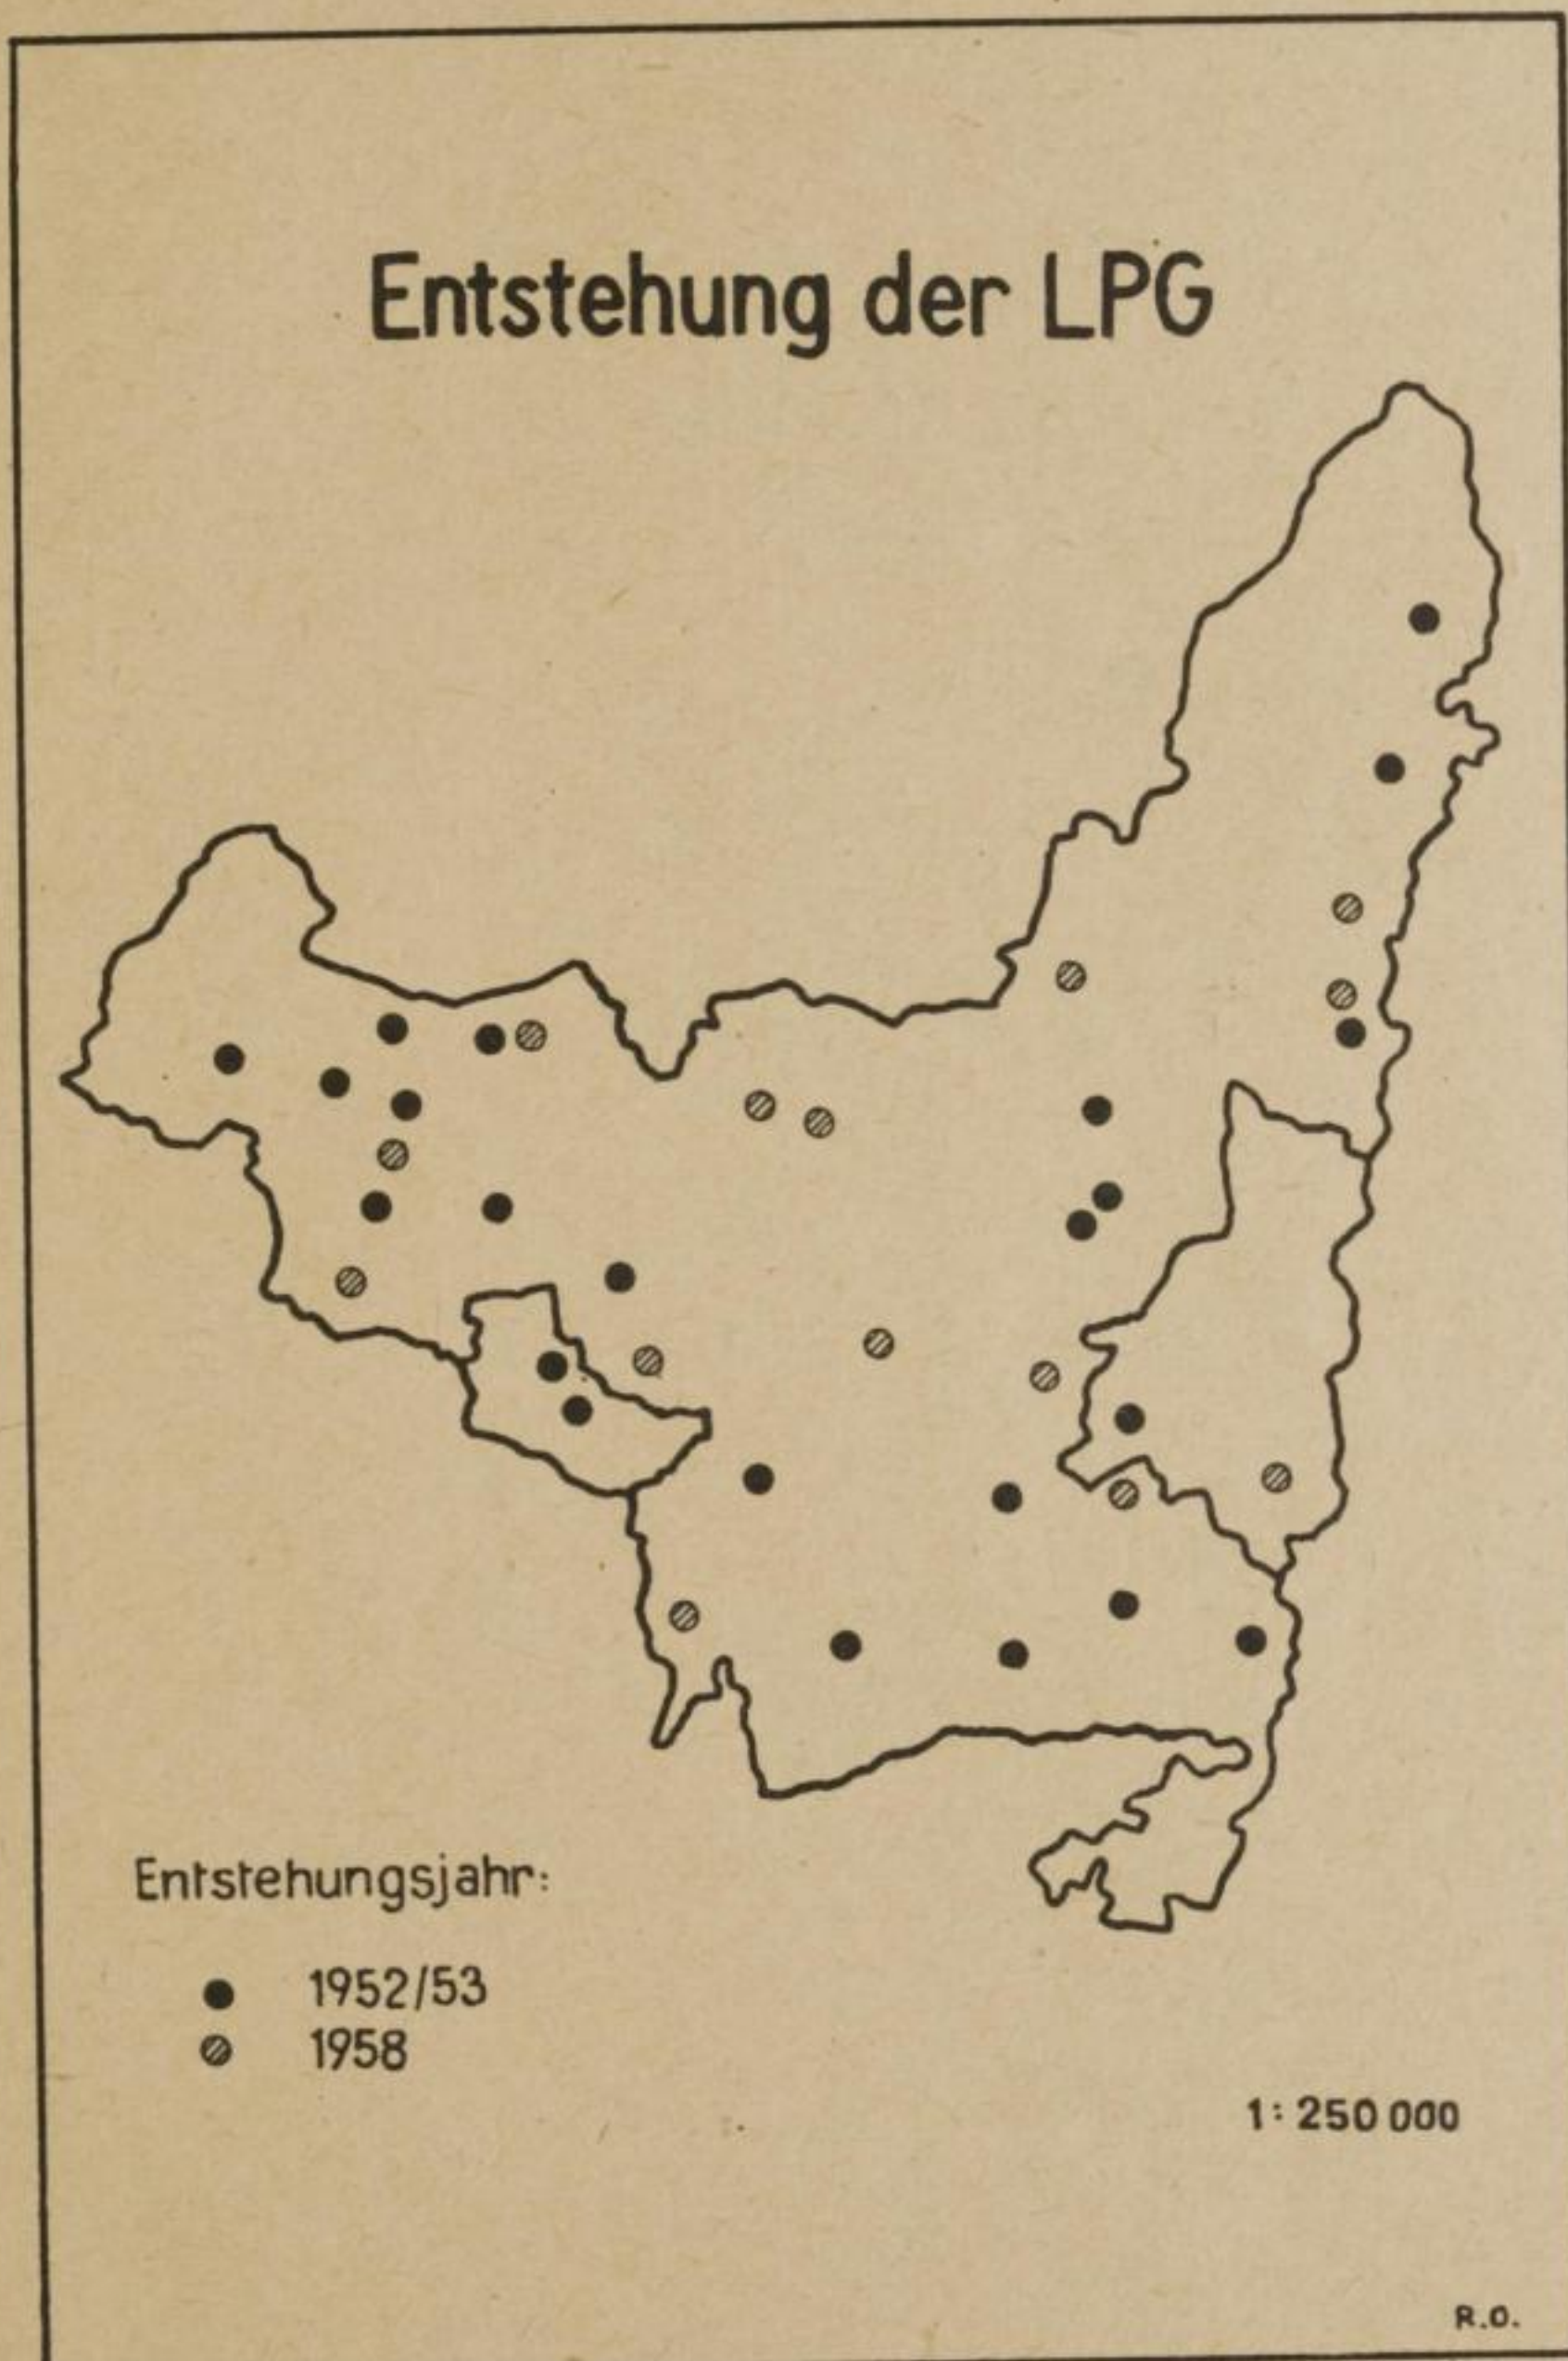 Entstehung der LPG
Entstehungsjahr:
1952/53
1958
1: 250 000
R.O.